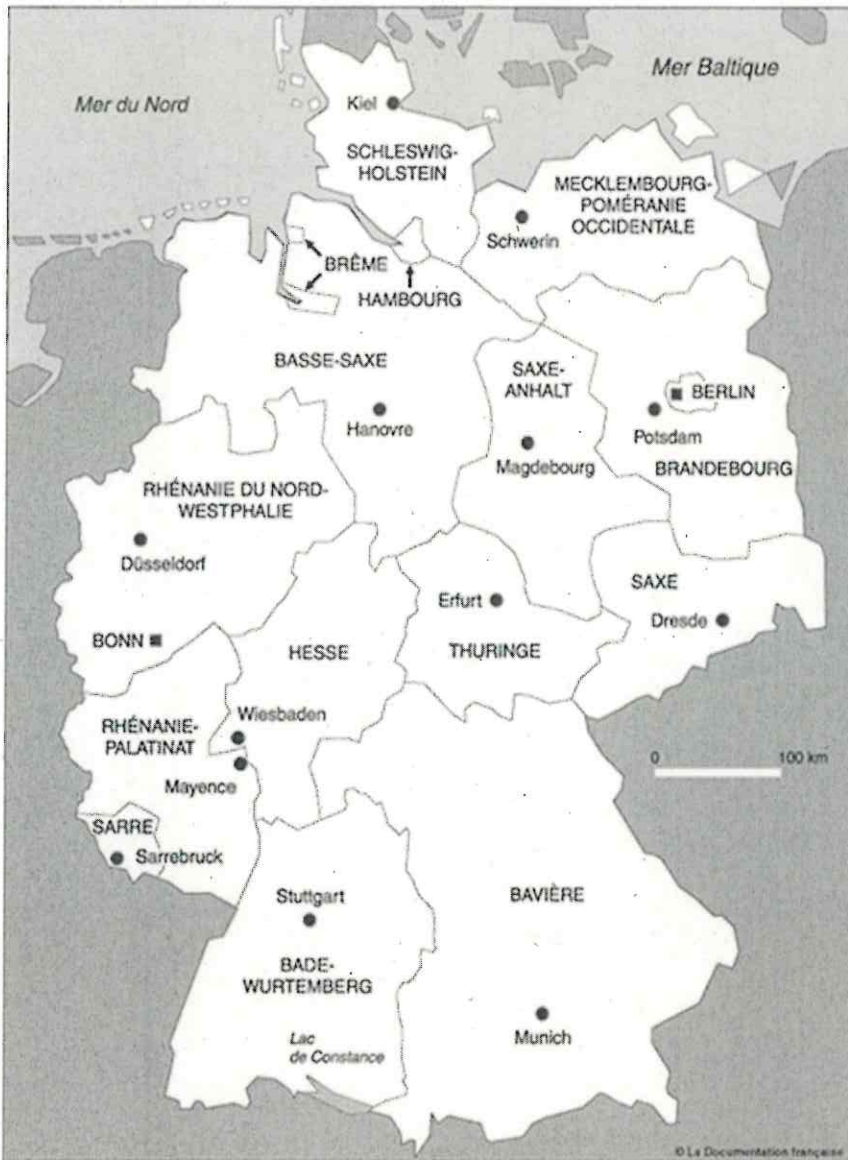 Mer du Nord
Mer Baltique
Kiel
SCHLESWIG-
HOLSTEIN
MECKLEMBOURG-
POMÉRANIE
OCCIDENTALE
Schwerin
BRÊME
HAMBOURG
BASSE-SAXE
Hanovre
SAXE-
ANHALT
Magdebourg
BERLIN
Potsdam
BRANDEBOURG
RHÉNANIE DU NORD-
WESTPHALIE
Düsseldorf
BONN
HESSE
Erfurt
THURINGE
SAXE
Dresde
Wiesbaden
RHÉNANIE-
PALATINAT
Mayence
0 100 km
SARRE
Sarrebruck
Stuttgart
BADE-
WURTEMBERG
BAVIÈRE
Munich
Lac
de Constance
© La Documentation française